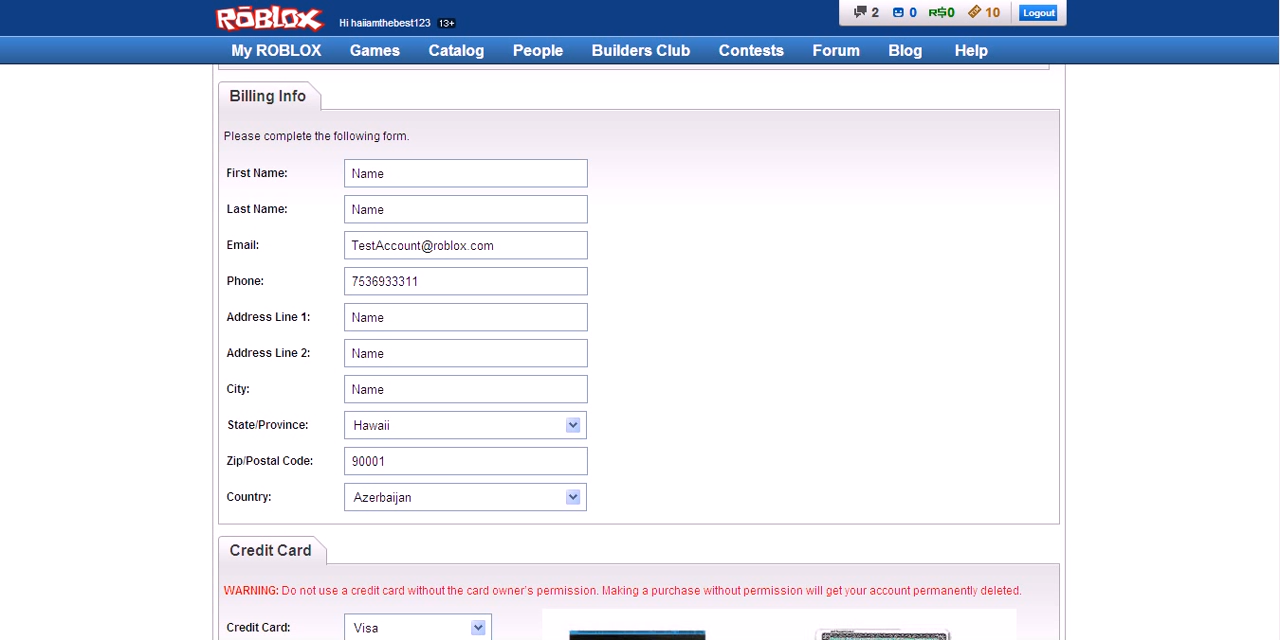 ROBLOX
Hi haiiamthebest123 13+
2 0 R$0 10 Logout
My ROBLOX Games Catalog People Builders Club Contests Forum Blog Help
Billing Info
Please complete the following form.
First Name: Name
Last Name: Name
Email: TestAccount@roblox.com
Phone: 7536933311
Address Line 1: Name
Address Line 2: Name
City: Name
State/Province: Hawaii
Zip/Postal Code: 90001
Country: Azerbaijan
Credit Card
WARNING: Do not use a credit card without the card owner's permission. Making a purchase without permission will get your account permanently deleted.
Credit Card: Visa